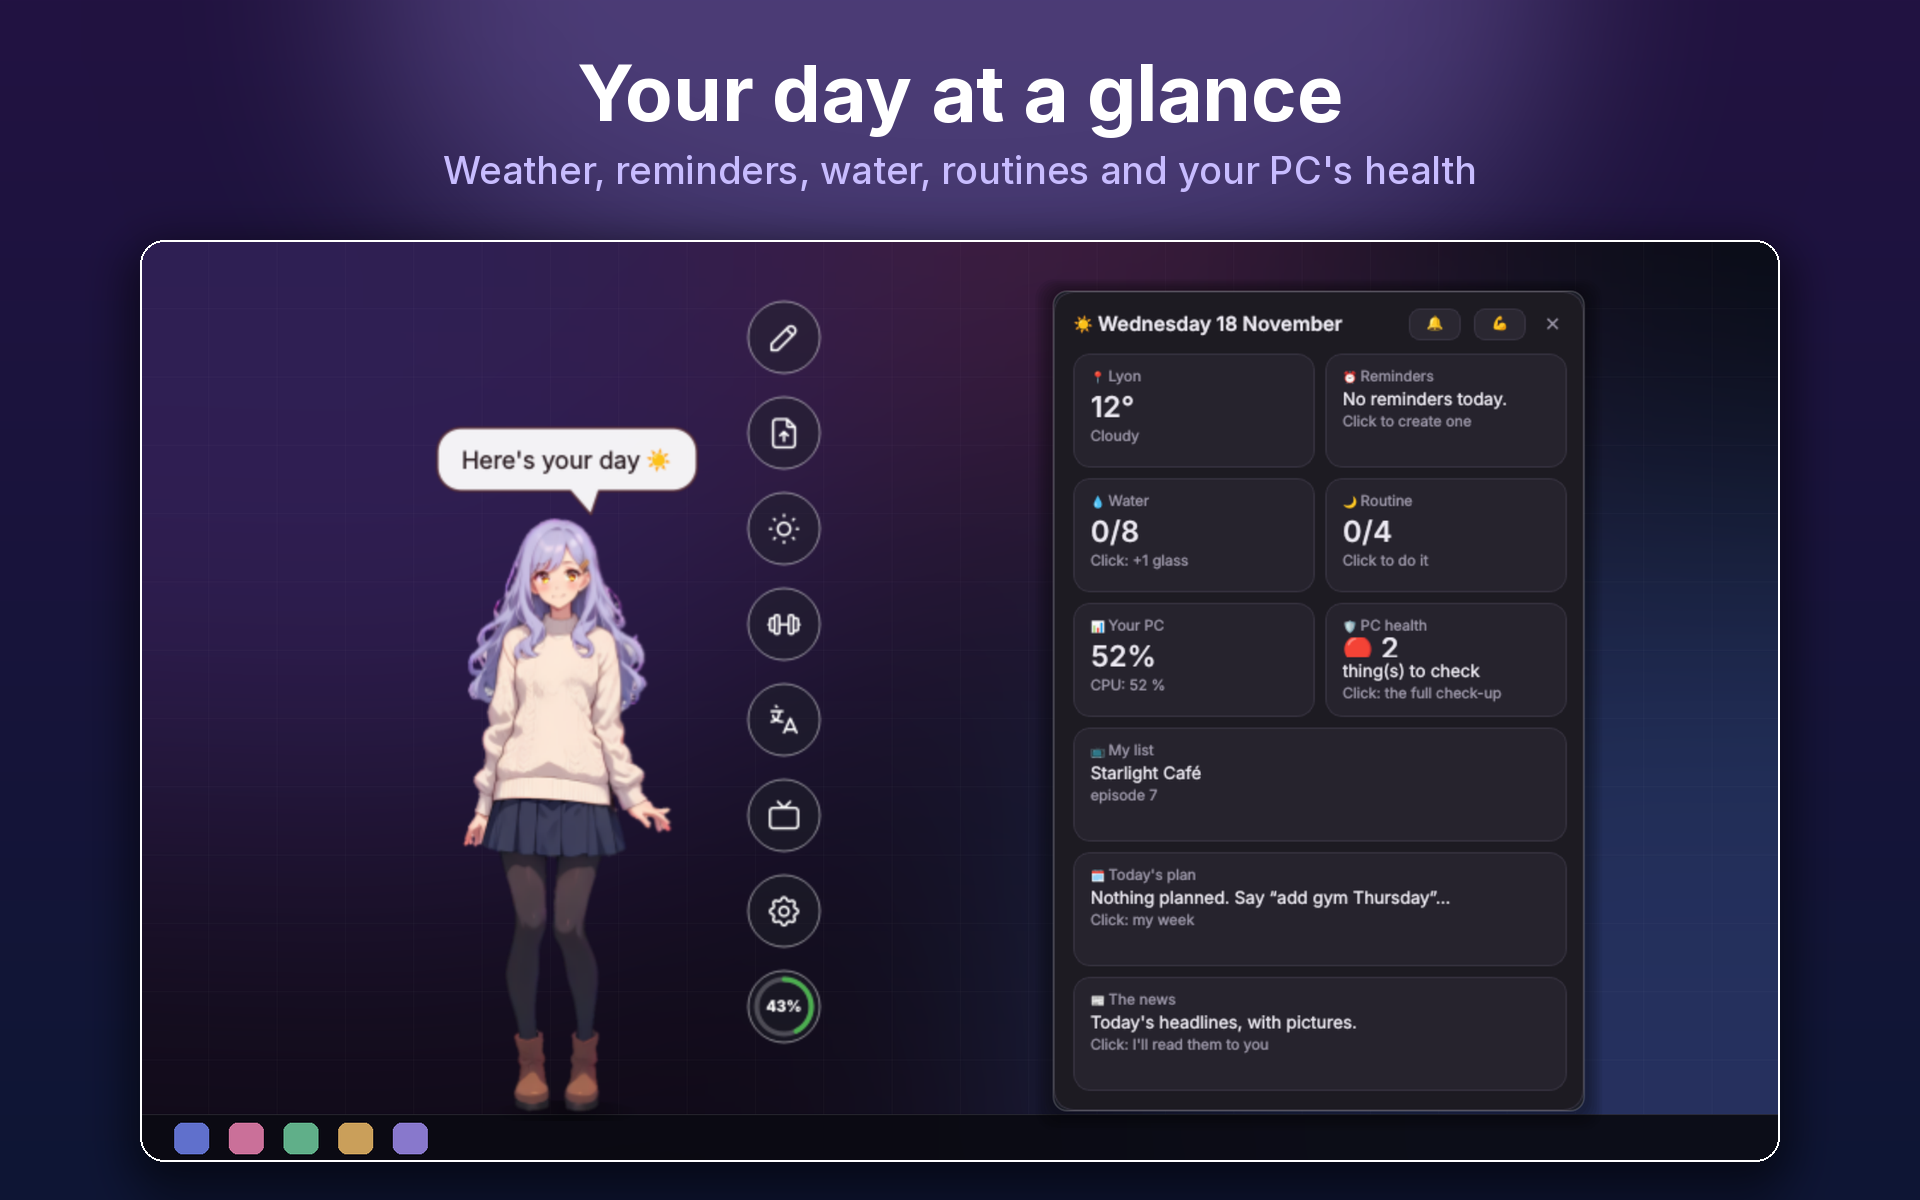 Your day at a glance
Weather, reminders, water, routines and your PC's health
Here's your day ☀️
43%
☀️ Wednesday 18 November
📍 Lyon
12°
Cloudy
⏰ Reminders
No reminders today.
Click to create one
💧 Water
0/8
Click: +1 glass
🌙 Routine
0/4
Click to do it
📊 Your PC
52%
CPU: 52 %
🛡️ PC health
🔴 2
thing(s) to check
Click: the full check-up
📺 My list
Starlight Café
episode 7
🗓️ Today's plan
Nothing planned. Say “add gym Thursday”...
Click: my week
📰 The news
Today's headlines, with pictures.
Click: I'll read them to you